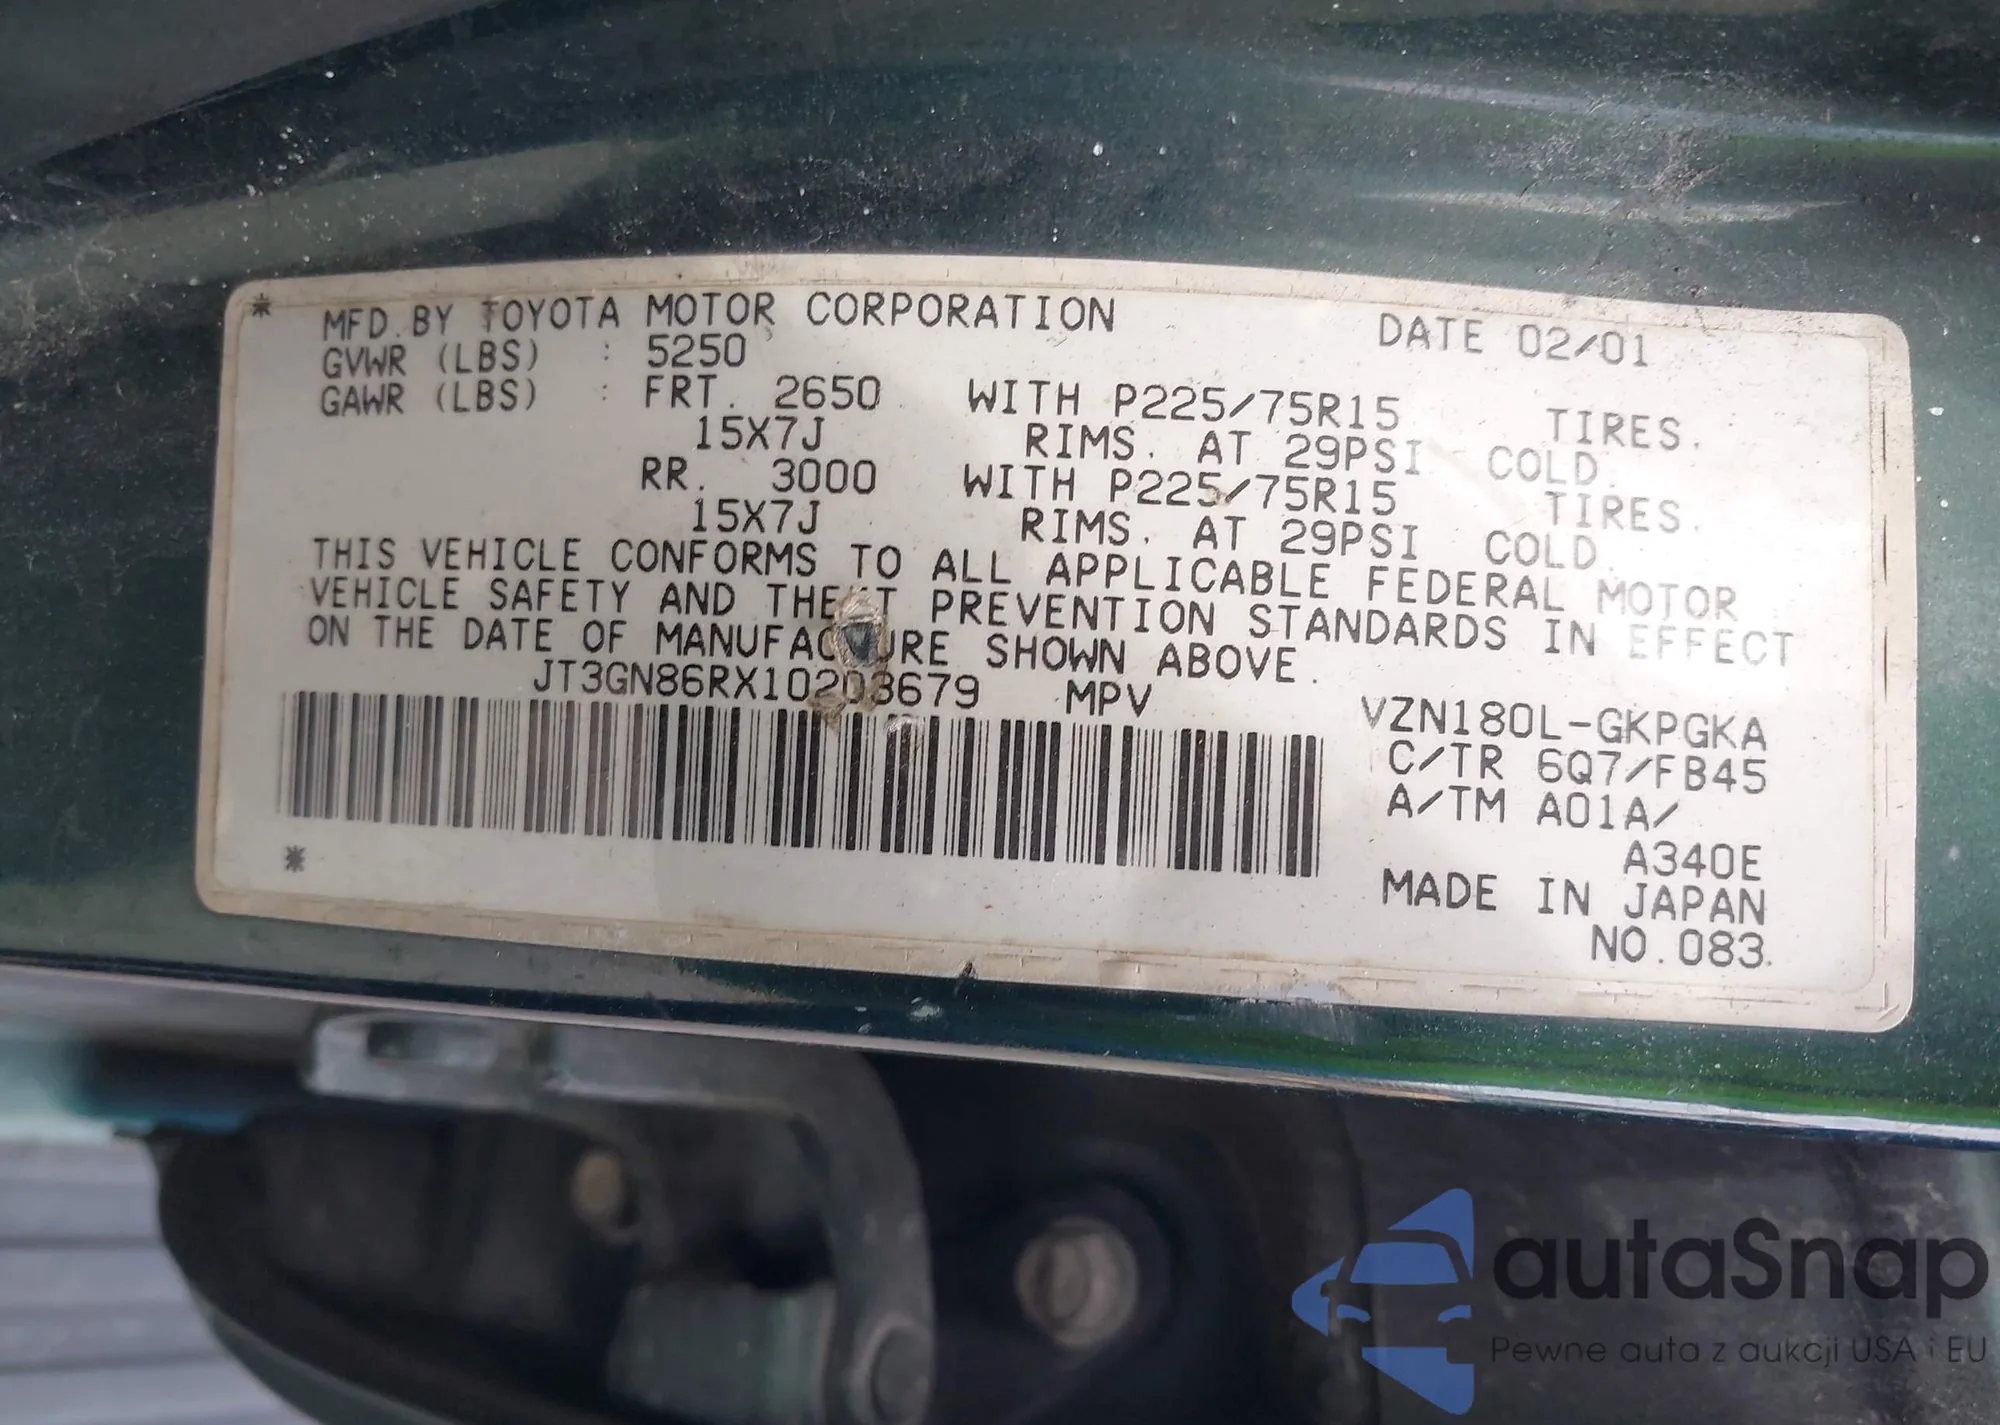 * MFD. BY TOYOTA MOTOR CORPORATION DATE 02/01
GVWR (LBS) : 5250
GAWR (LBS) : FRT. 2650 WITH P225/75R15 TIRES.
15X7J RIMS. AT 29PSI COLD.
RR. 3000 WITH P225/75R15 TIRES.
15X7J RIMS. AT 29PSI COLD.
THIS VEHICLE CONFORMS TO ALL APPLICABLE FEDERAL MOTOR
VEHICLE SAFETY AND THEFT PREVENTION STANDARDS IN EFFECT
ON THE DATE OF MANUFACTURE SHOWN ABOVE.
JT3GN86RX10203679 MPV
VZN180L-GKPGKA
C/TR 6Q7/FB45
A/TM A01A/
A340E
* MADE IN JAPAN
NO.083.
autaSnap
Pewne auta z aukcji USA i EU